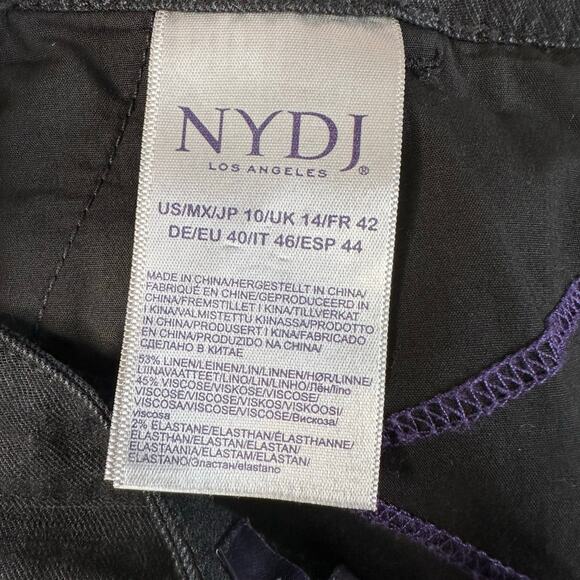 NYDJ®
LOS ANGELES
US/MX/JP 10/UK 14/FR 42
DE/EU 40/IT 46/ESP 44
MADE IN CHINA/HERGESTELLT IN CHINA/
FABRIQUÉ EN CHINE/GEPRODUCEERD IN
CHINA/FREMSTILLET I KINA/TILLVERKAT
I KINA/VALMISTETTU KIINASSA/PRODOTTO
IN CHINA/PRODUSERT I KINA/FABRICADO
EN CHINA/PRODUZIDO NA CHINA/
СДЕЛАНО В КИТАЕ
53% LINEN/LEINEN/LIN/LINNEN/HØR/LINNE/
LIINAVAATTEET/LINO/LIN/LINHO/Лён/lino
45% VISCOSE/VISKOSE/VISCOSE/
VISCOSE/VISCOSE/VISKOS/VISKOOSI/
VISCOSA/VISKOSE/VISCOSE/Вискоза/
viscosa
2% ELASTANE/ELASTHAN/ÉLASTHANNE/
ELASTHAN/ELASTAN/ELASTAN/
ELASTAANIA/ELASTAM/ELASTAN/
ELASTANO/Эластан/elastano